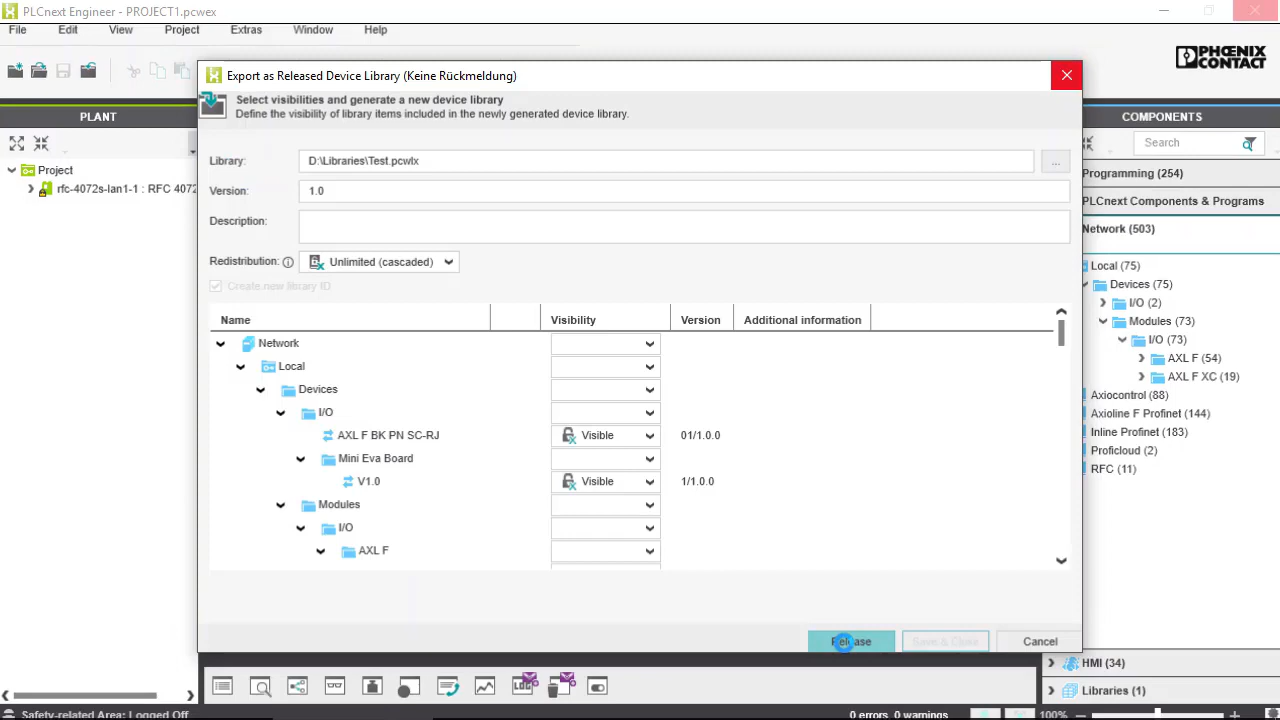 PLCnext Engineer - PROJECT1.pcwex
File Edit View Project Extras Window Help
PHŒNIX CONTACT
PLANT
Project
rfc-4072s-lan1-1 : RFC 4072
Export as Released Device Library (Keine Rückmeldung)
Select visibilities and generate a new device library
Define the visibility of library items included in the newly generated device library.
Library: D:\Libraries\Test.pcwlx ...
Version: 1.0
Description:
Redistribution: Unlimited (cascaded)
Create new library ID
Name Visibility Version Additional information
Network
Local
Devices
I/O
AXL F BK PN SC-RJ Visible 01/1.0.0
Mini Eva Board
V1.0 Visible 1/1.0.0
Modules
I/O
AXL F
Release Save & Close Cancel
COMPONENTS
Search
Programming (254)
PLCnext Components & Programs
Network (503)
Local (75)
Devices (75)
I/O (2)
Modules (73)
I/O (73)
AXL F (54)
AXL F XC (19)
Axiocontrol (88)
Axioline F Profinet (144)
Inline Profinet (183)
Proficloud (2)
RFC (11)
HMI (34)
Libraries (1)
LOG
Safety-related Area: Logged Off 0 errors, 0 warnings 100%